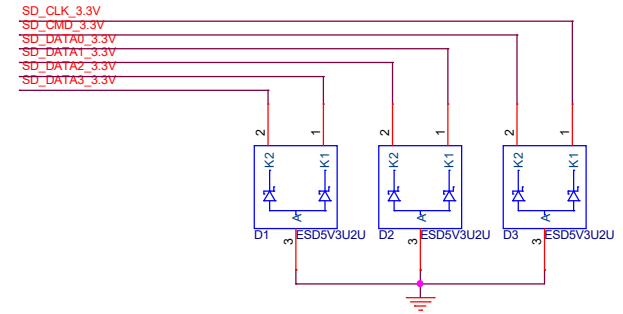 SD_CLK_3.3V
SD_CMD_3.3V
SD_DATA0_3.3V
SD_DATA1_3.3V
SD_DATA2_3.3V
SD_DATA3_3.3V
2 1 2 1 2 1
K2 K1 K2 K1 K2 K1
A A A
D1 ESD5V3U2U D2 ESD5V3U2U D3 ESD5V3U2U
3 3 3